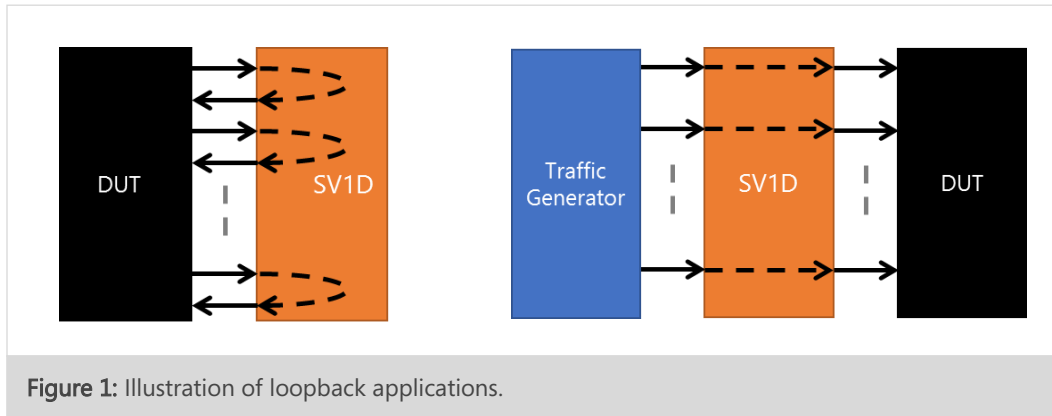 DUT
SV1D
Traffic
Generator
SV1D
DUT
Figure 1: Illustration of loopback applications.